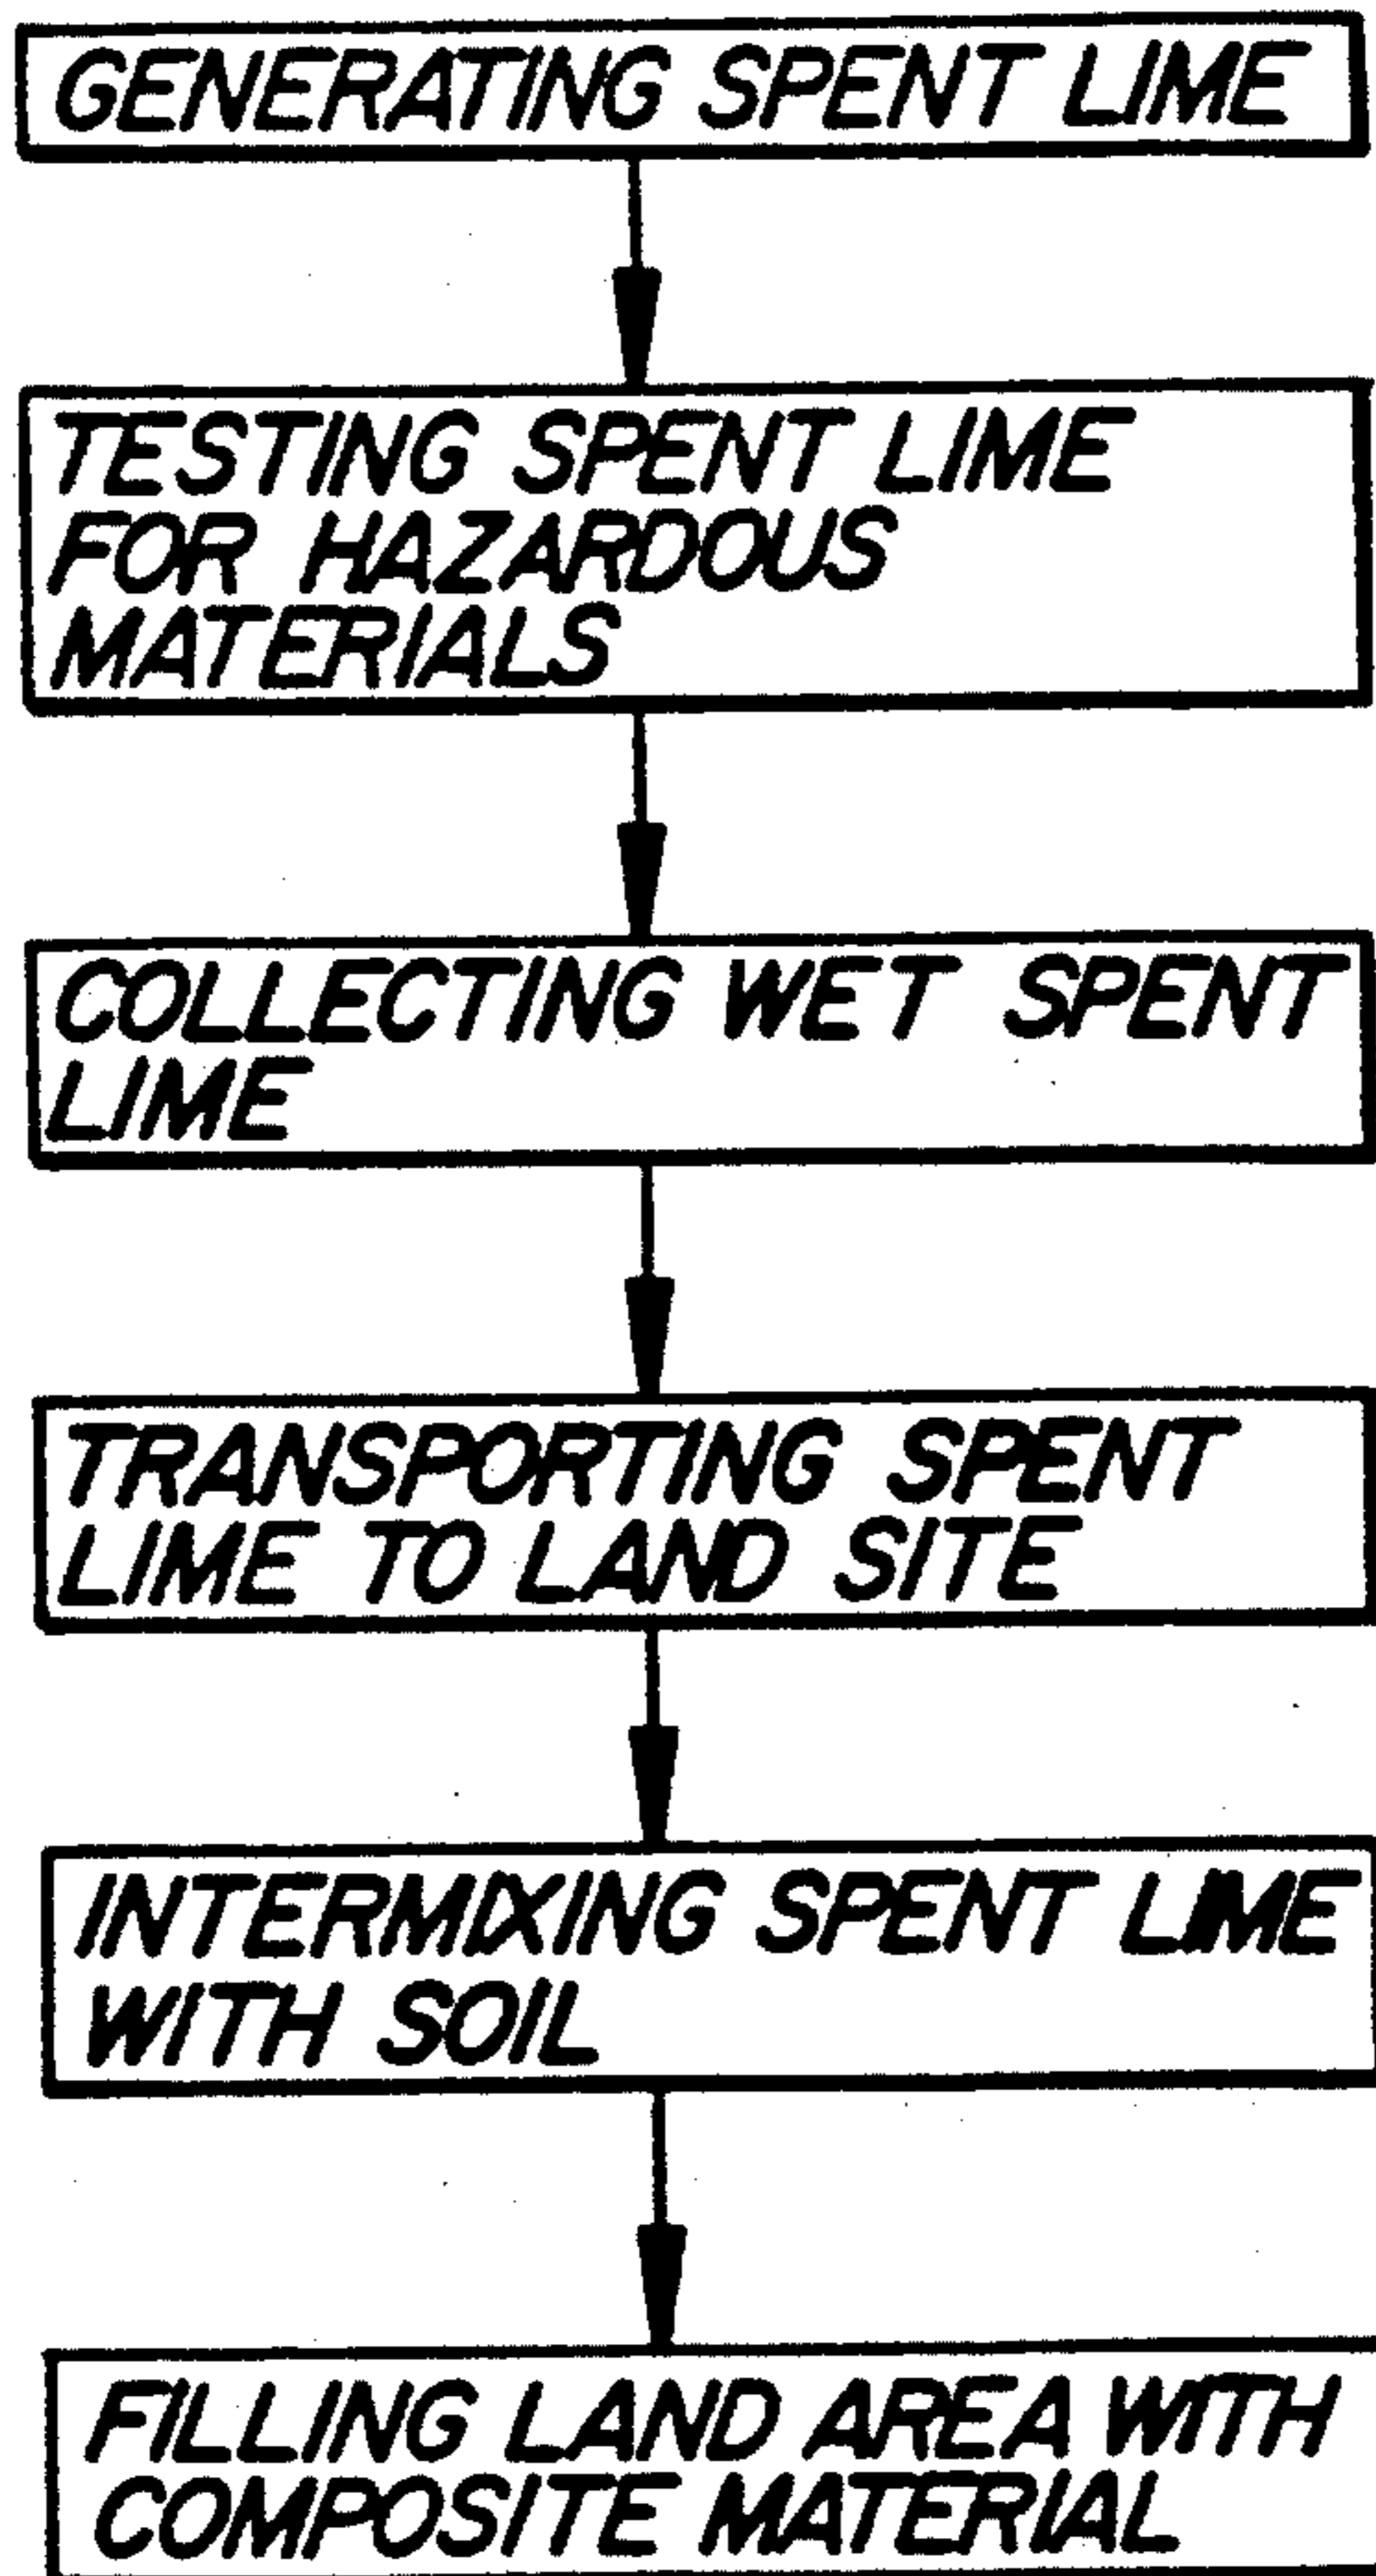 GENERATING SPENT LIME
TESTING SPENT LIME
FOR HAZARDOUS
MATERIALS
COLLECTING WET SPENT
LIME
TRANSPORTING SPENT
LIME TO LAND SITE
INTERMIXING SPENT LIME
WITH SOIL
FILLING LAND AREA WITH
COMPOSITE MATERIAL